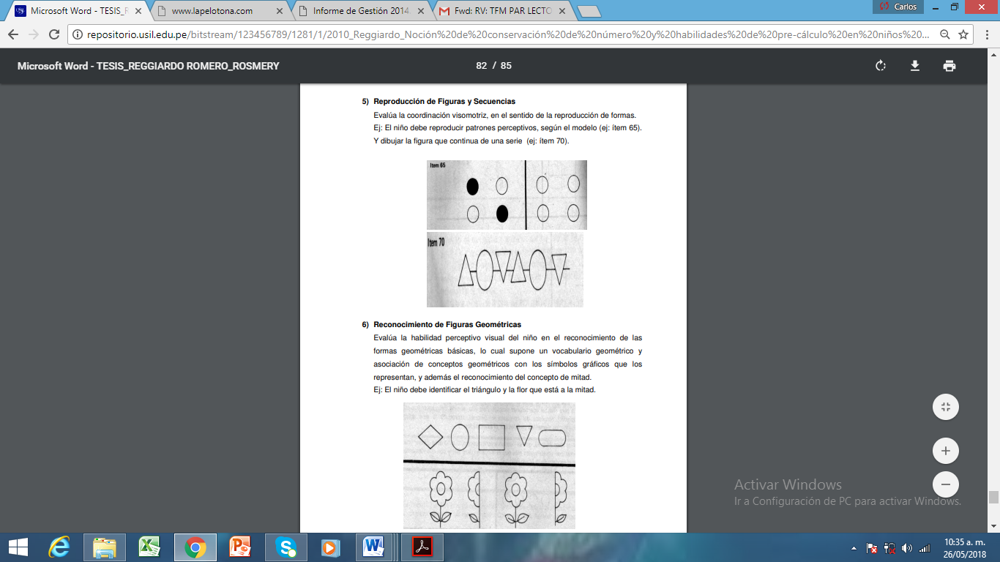 Microsoft Word - TESIS_R
www.lapelotona.com
Informe de Gestión 2014.
Fwd: RV: TFM PAR LECTO
Carlos
repositorio.usil.edu.pe/bitstream/123456789/1281/1/2010_Reggiardo_Noción%20de%20conservación%20de%20número%20y%20habilidades%20de%20pre-cálculo%20en%20niños%20...
Microsoft Word - TESIS_REGGIARDO ROMERO_ROSMERY
82 / 85
5) Reproducción de Figuras y Secuencias
Evalúa la coordinación visomotriz, en el sentido de la reproducción de formas.
Ej: El niño debe reproducir patrones perceptivos, según el modelo (ej: ítem 65).
Y dibujar la figura que continua de una serie (ej: ítem 70).
Item 65
Item 70
6) Reconocimiento de Figuras Geométricas
Evalúa la habilidad perceptivo visual del niño en el reconocimiento de las
formas geométricas básicas, lo cual supone un vocabulario geométrico y
asociación de conceptos geométricos con los símbolos gráficos que los
representan, y además el reconocimiento del concepto de mitad.
Ej: El niño debe identificar el triángulo y la flor que está a la mitad.
Activar Windows
Ir a Configuración de PC para activar Windows.
10:35 a. m.
26/05/2018